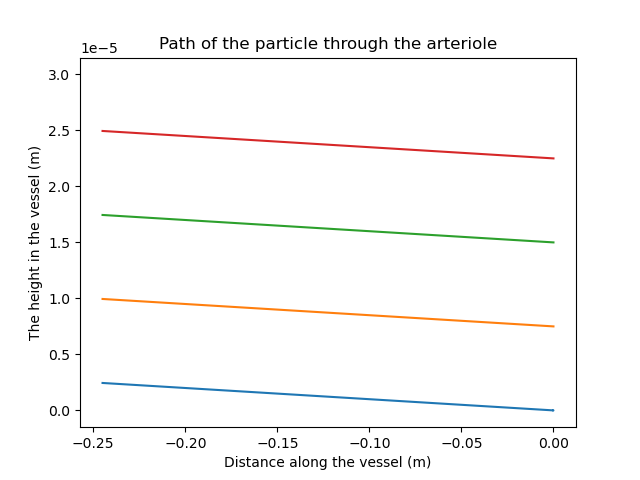 Path of the particle through the arteriole
1e−5
3.0
2.5
2.0
1.5
1.0
0.5
0.0
The height in the vessel (m)
−0.25 −0.20 −0.15 −0.10 −0.05 0.00
Distance along the vessel (m)